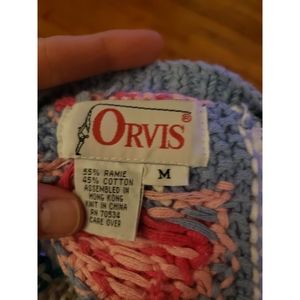 ORVIS®
M
55% RAMIE
45% COTTON
ASSEMBLED IN
HONG KONG
KNIT IN CHINA
RN 70534
CARE OVER